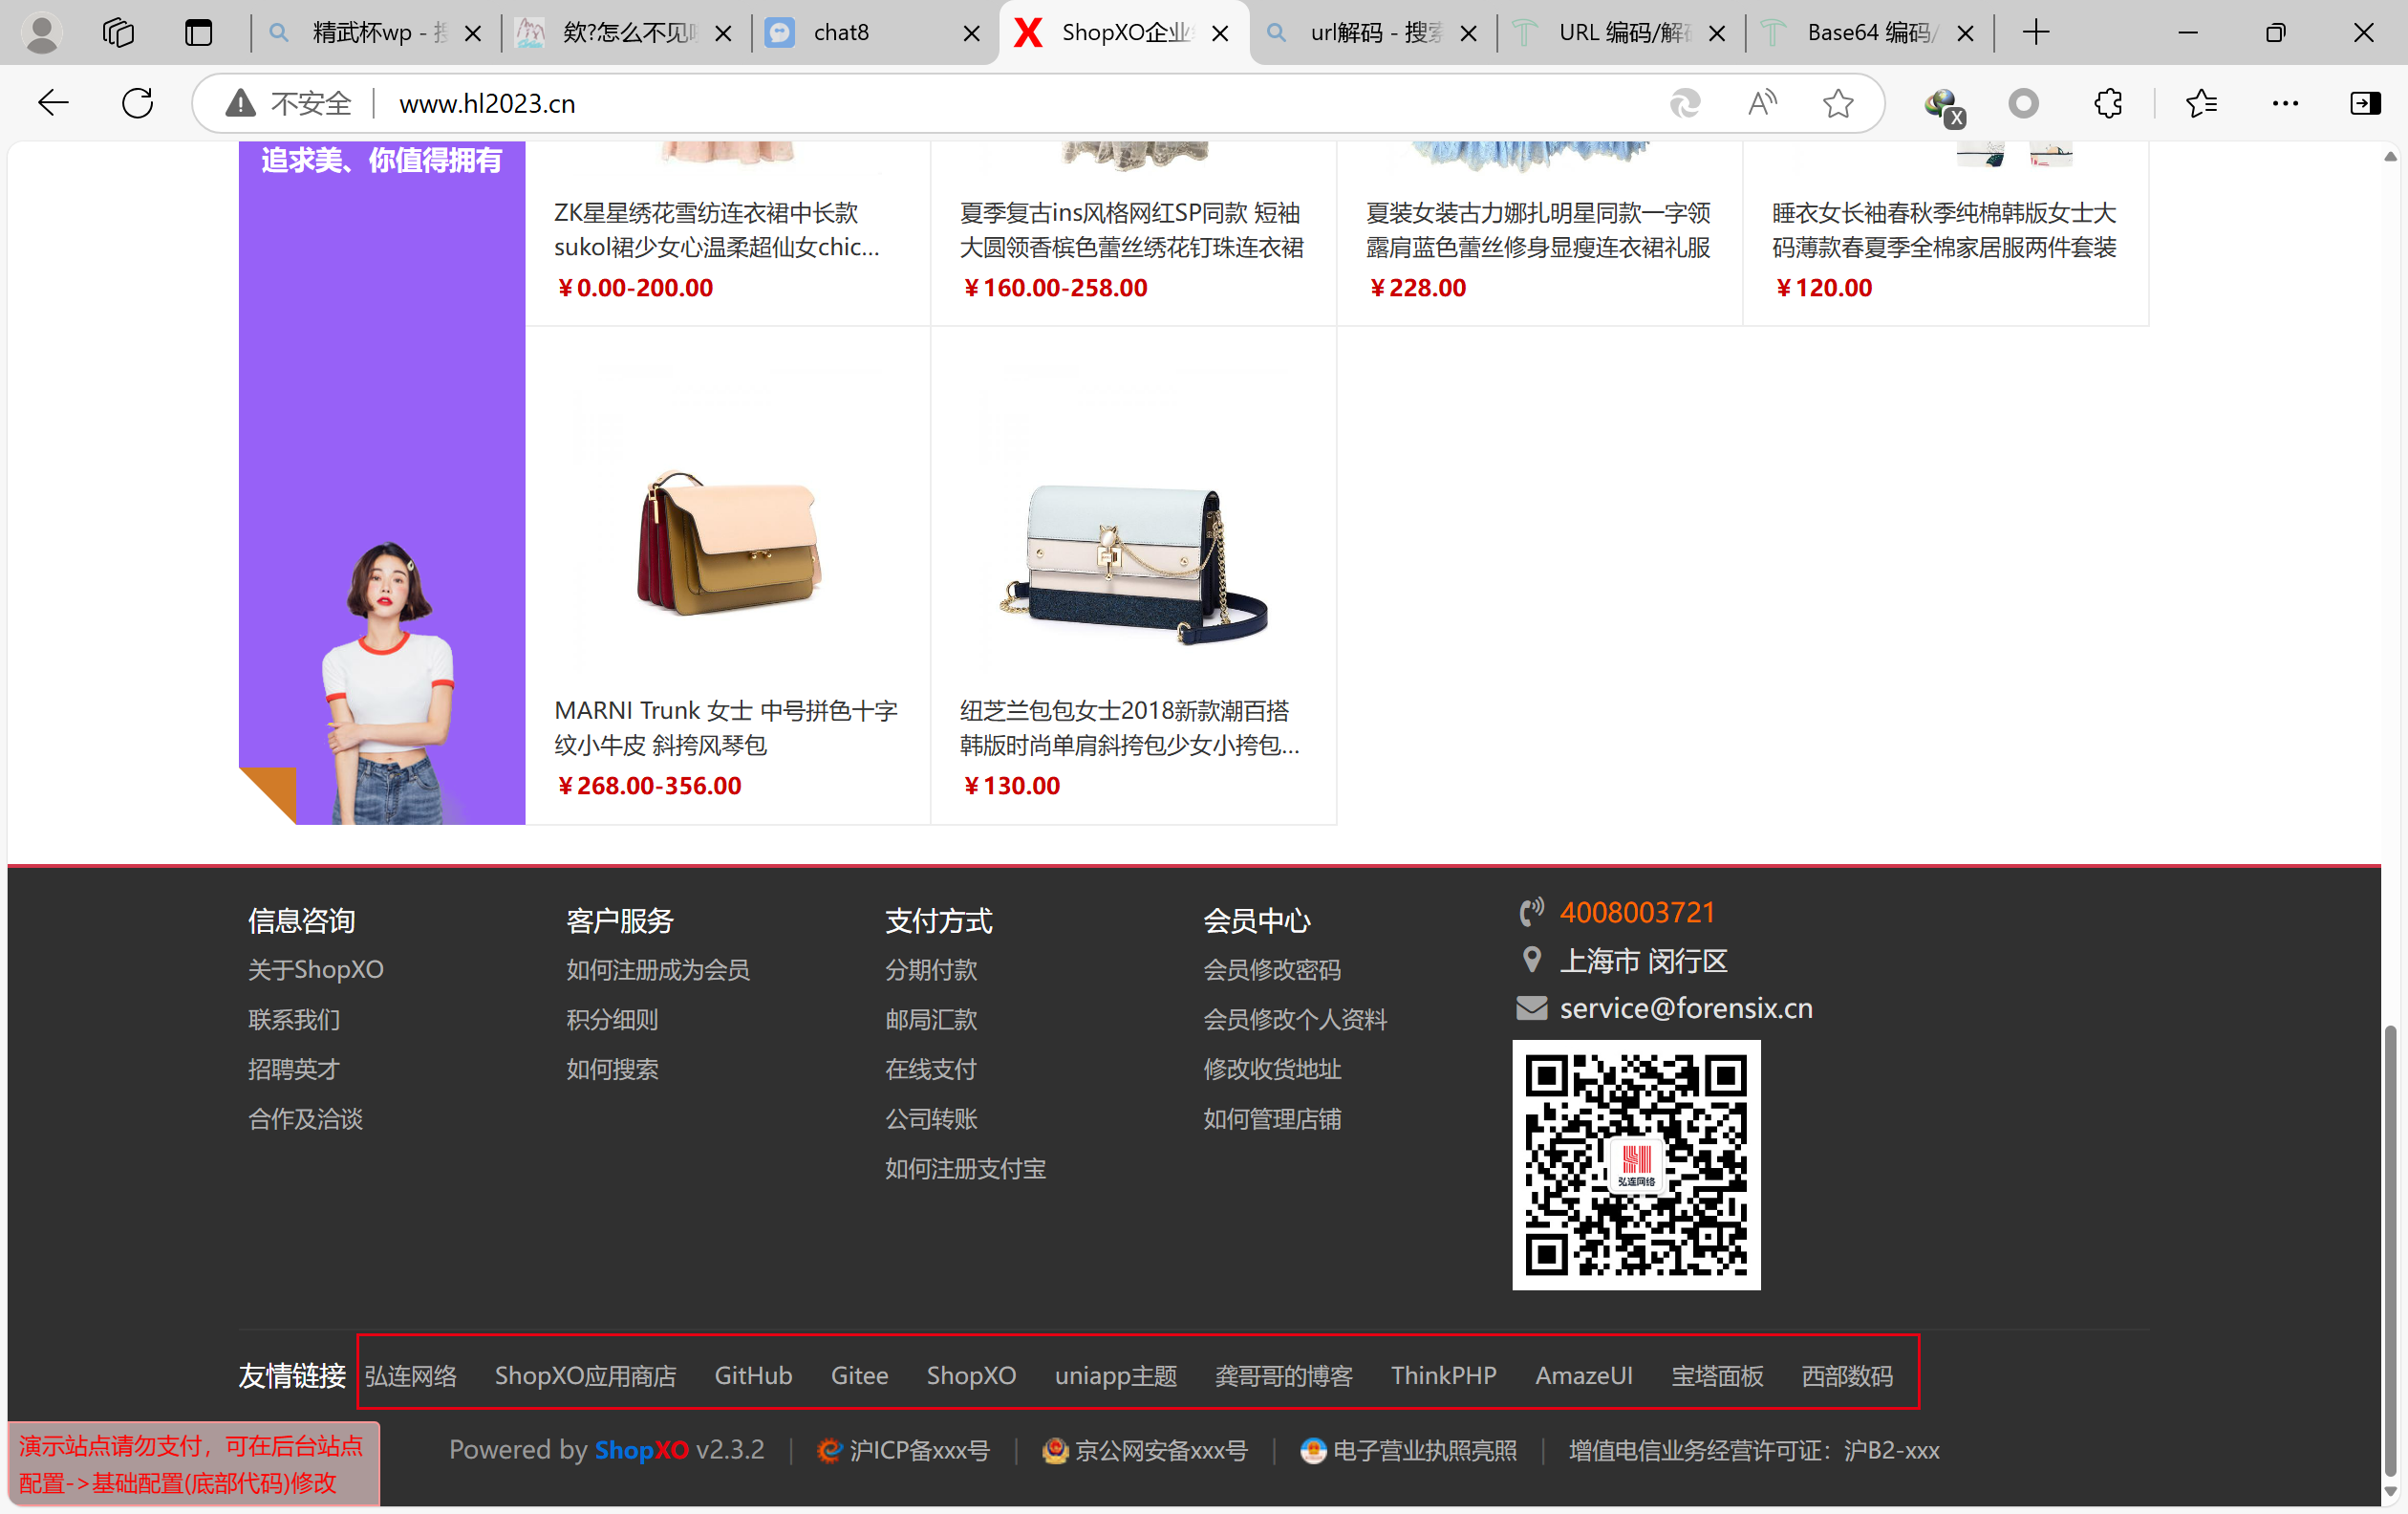 精武杯wp - 搜
欸?怎么不见
chat8
ShopXO企业
url解码 - 搜索
URL 编码/解
Base64 编码/
不安全
www.hl2023.cn
追求美、你值得拥有
ZK星星绣花雪纺连衣裙中长款
sukol裙少女心温柔超仙女chic...
￥0.00-200.00
夏季复古ins风格网红SP同款 短袖
大圆领香槟色蕾丝绣花钉珠连衣裙
￥160.00-258.00
夏装女装古力娜扎明星同款一字领
露肩蓝色蕾丝修身显瘦连衣裙礼服
￥228.00
睡衣女长袖春秋季纯棉韩版女士大
码薄款春夏季全棉家居服两件套装
￥120.00
MARNI Trunk 女士 中号拼色十字
纹小牛皮 斜挎风琴包
￥268.00-356.00
纽芝兰包包女士2018新款潮百搭
韩版时尚单肩斜挎包少女小挎包...
￥130.00
信息咨询
关于ShopXO
联系我们
招聘英才
合作及洽谈
客户服务
如何注册成为会员
积分细则
如何搜索
支付方式
分期付款
邮局汇款
在线支付
公司转账
如何注册支付宝
会员中心
会员修改密码
会员修改个人资料
修改收货地址
如何管理店铺
4008003721
上海市 闵行区
service@forensix.cn
弘连网络
友情链接 弘连网络 ShopXO应用商店 GitHub Gitee ShopXO uniapp主题 龚哥哥的博客 ThinkPHP AmazeUI 宝塔面板 西部数码
演示站点请勿支付，可在后台站点
配置->基础配置(底部代码)修改
Powered by ShopXO v2.3.2 | 沪ICP备xxx号 | 京公网安备xxx号 | 电子营业执照亮照 | 增值电信业务经营许可证：沪B2-xxx